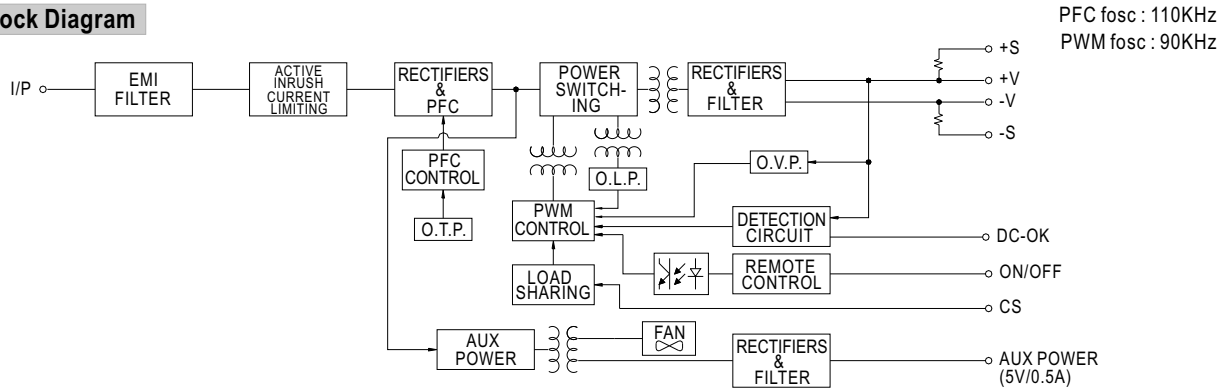 ock Diagram
PFC fosc : 110KHz
PWM fosc : 90KHz
I/P
EMI
FILTER
ACTIVE
INRUSH
CURRENT
LIMITING
RECTIFIERS
&
PFC
POWER
SWITCH-
ING
RECTIFIERS
&
FILTER
+S
+V
-V
-S
PFC
CONTROL
O.T.P.
O.L.P.
O.V.P.
PWM
CONTROL
DETECTION
CIRCUIT
DC-OK
LOAD
SHARING
REMOTE
CONTROL
ON/OFF
CS
AUX
POWER
FAN
RECTIFIERS
&
FILTER
AUX POWER
(5V/0.5A)